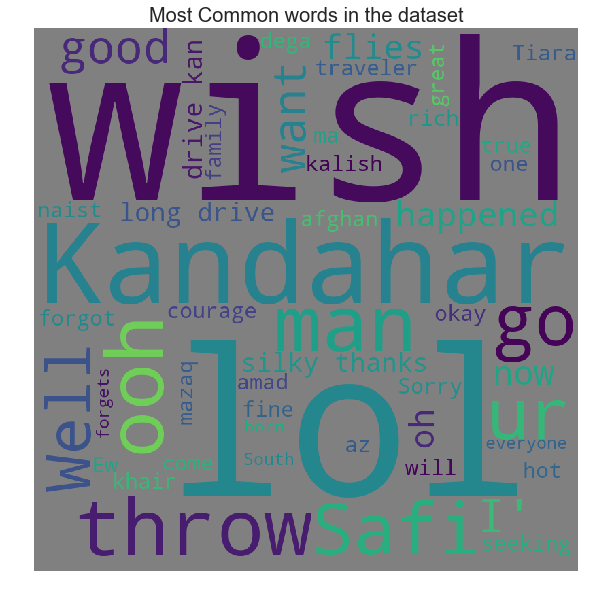 Most Common words in the dataset
wish
good
dega
flies
Tiara
traveler
great
drive kan
family
want
ma
kalish
rich
true
one
naist
long drive
afghan
happened
Kandahar
forgot
courage
man
okay
go
Well
forgets
ooh
mazaq
silky thanks
amad
Sorry
now
lol
fine
born
South
az
oh
ur
everyone
Ew
come
khair
will
hot
throw
Safi
I'
seeking